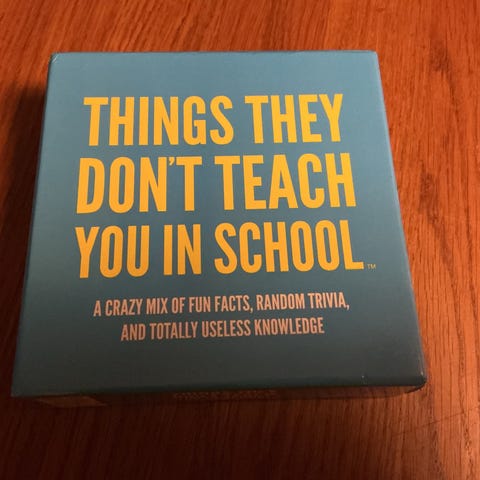 THINGS THEY
DON'T TEACH
YOU IN SCHOOL™
A CRAZY MIX OF FUN FACTS, RANDOM TRIVIA,
AND TOTALLY USELESS KNOWLEDGE